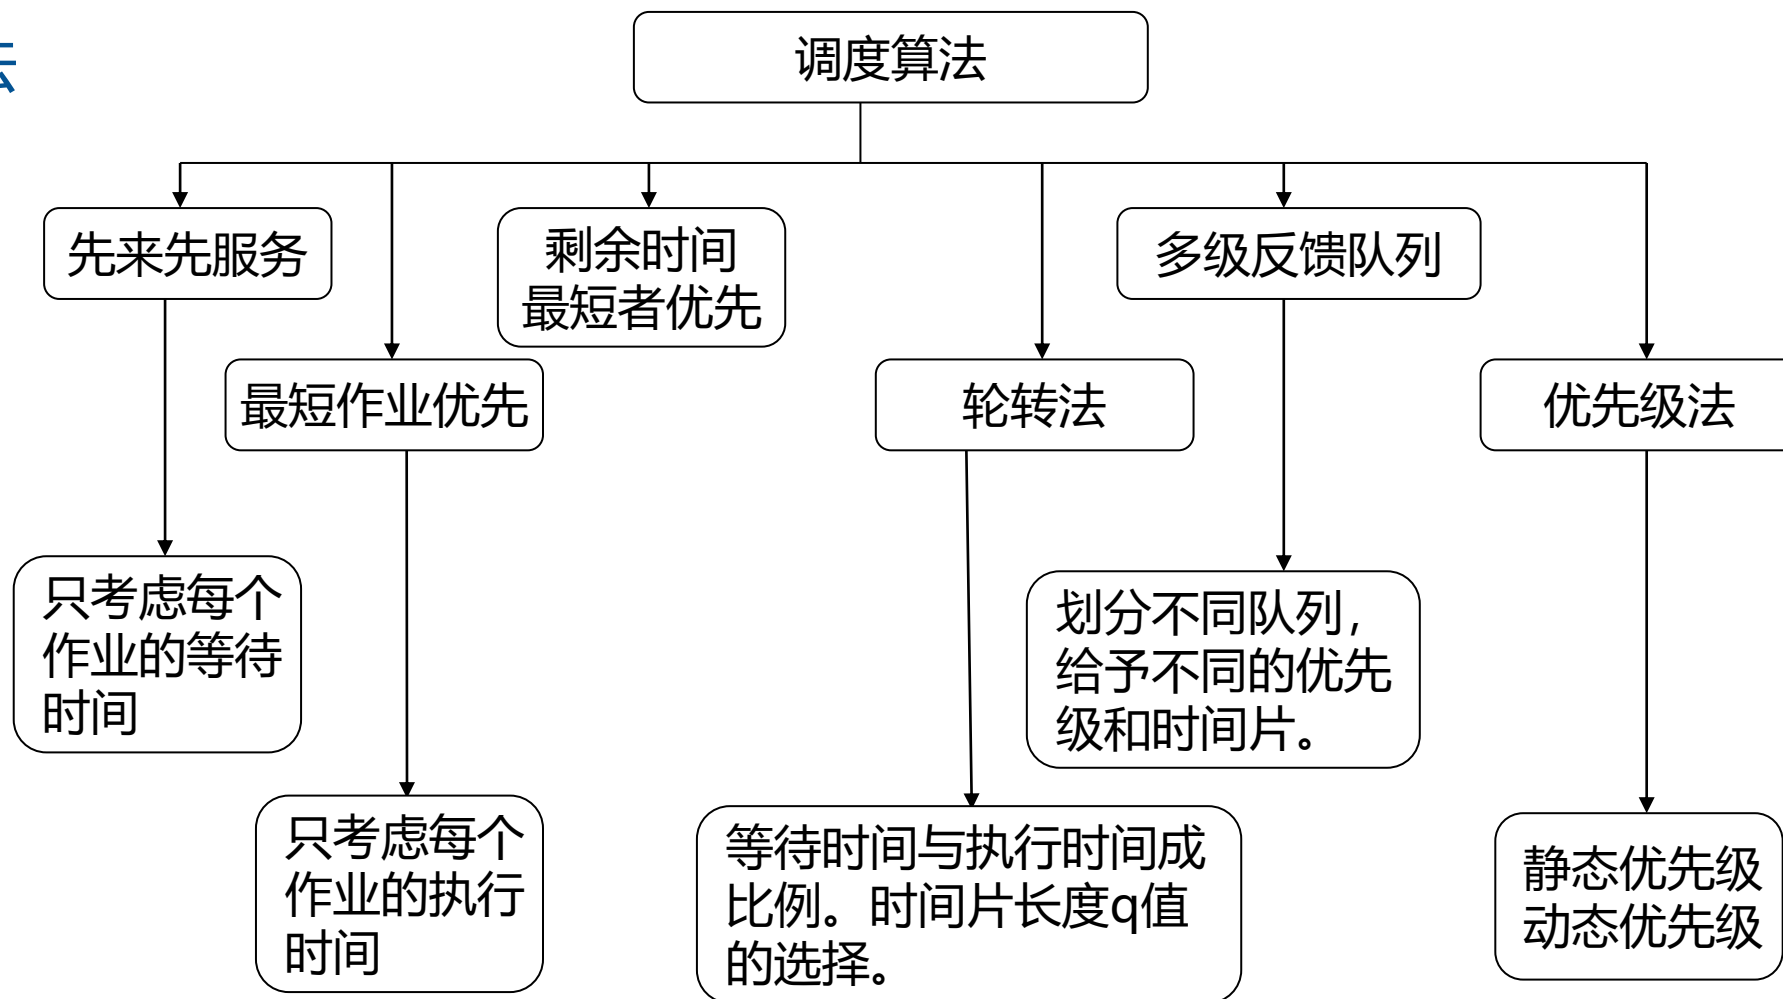 法
调度算法
先来先服务
剩余时间
最短者优先
多级反馈队列
最短作业优先
轮转法
优先级法
只考虑每个
作业的等待
时间
划分不同队列，
给予不同的优先
级和时间片。
只考虑每个
作业的执行
时间
等待时间与执行时间成
比例。时间片长度q值
的选择。
静态优先级
动态优先级